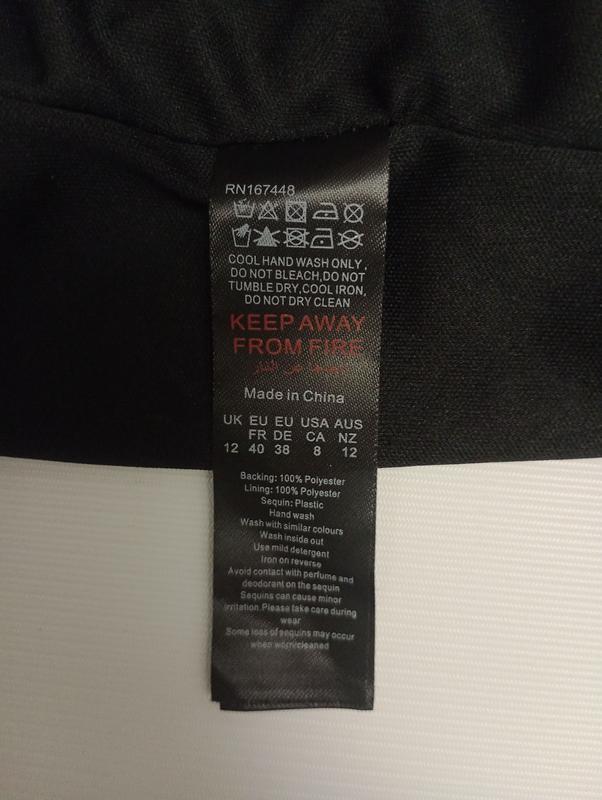 RN167448
COOL HAND WASH ONLY,
DO NOT BLEACH,DO NOT
TUMBLE DRY,COOL IRON,
DO NOT DRY CLEAN
KEEP AWAY
FROM FIRE
عن النار
Made in China
UK EU EU USA AUS
FR DE CA NZ
12 40 38 8 12
Backing: 100% Polyester
Lining: 100% Polyester
Sequin: Plastic
Hand wash
Wash with similar colours
Wash inside out
Use mild detergent
Iron on reverse
Avoid contact with perfume and
deodorant on the sequin
Sequins can cause minor
irritation.Please take care during
wear
Some loss of sequins may occur
when worn/cleaned